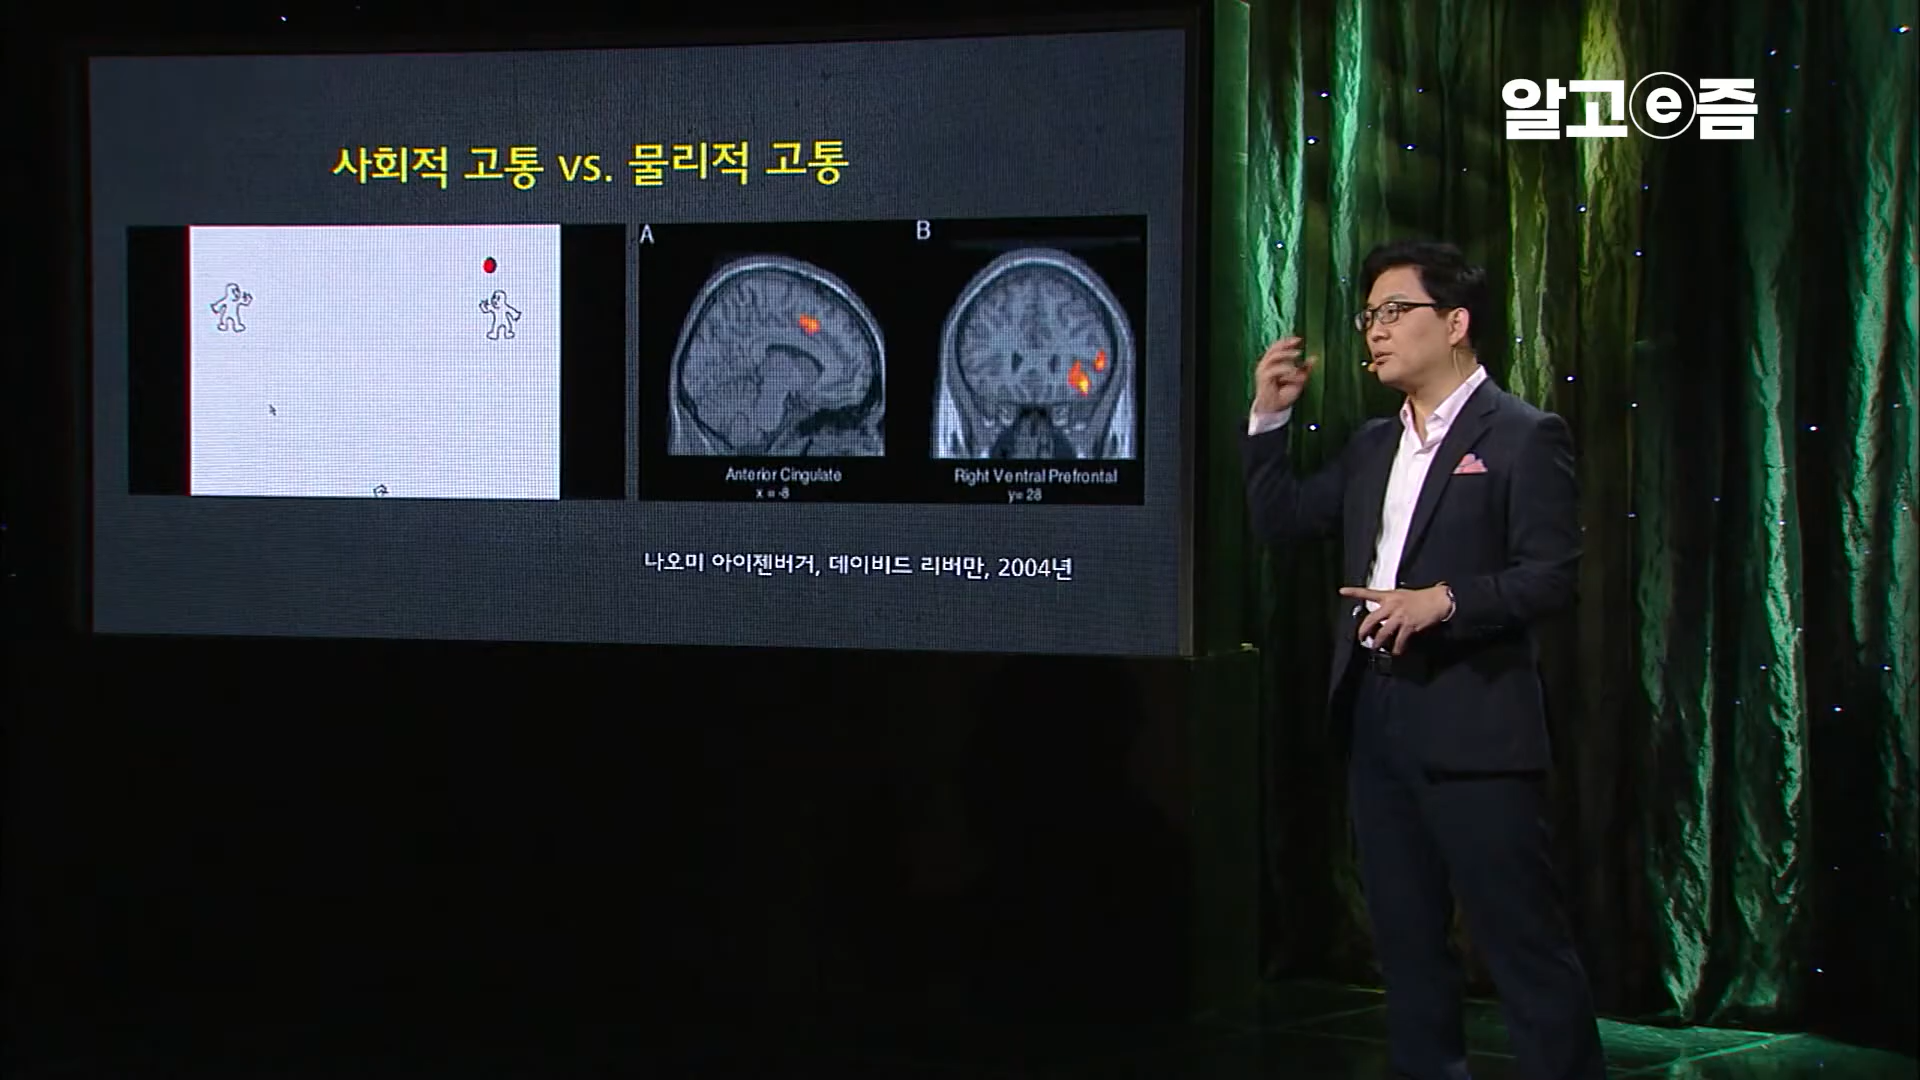 알고e즘
사회적 고통 vs. 물리적 고통
A
B
Anterior Cingulate
x = -8
Right Ventral Prefrontal
y= 28
나오미 아이젠버거, 데이비드 리버만, 2004년